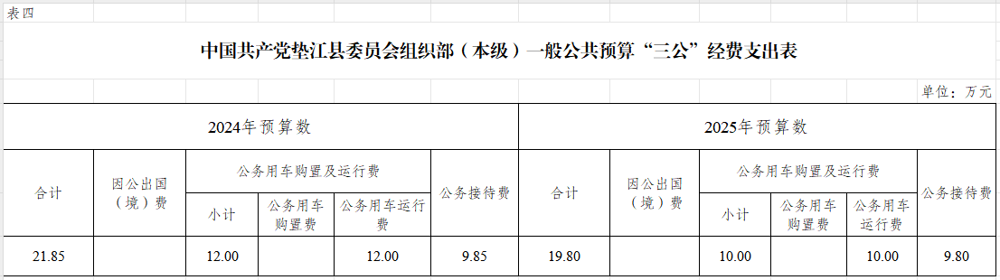 表四
中国共产党垫江县委员会组织部（本级）一般公共预算“三公”经费支出表
单位：万元
2024年预算数 2025年预算数
合计 因公出国（境）费 公务用车购置及运行费 公务接待费 合计 因公出国（境）费 公务用车购置及运行费 公务接待费
小计 公务用车购置费 公务用车运行费 小计 公务用车购置费 公务用车运行费
21.85 12.00 12.00 9.85 19.80 10.00 10.00 9.80